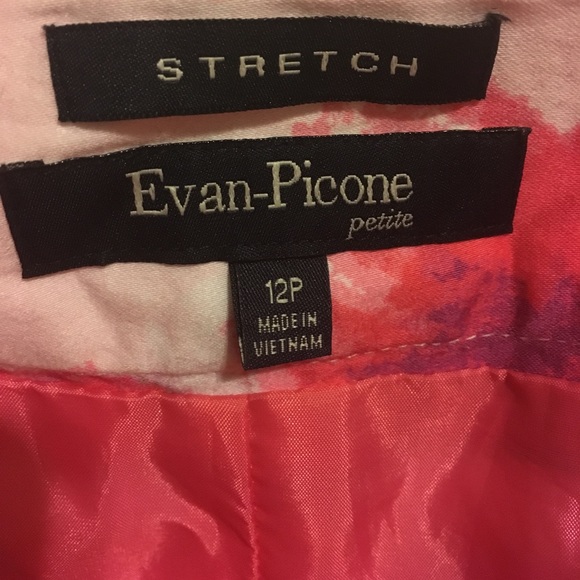 STRETCH
Evan-Picone
petite
12P
MADE IN
VIETNAM